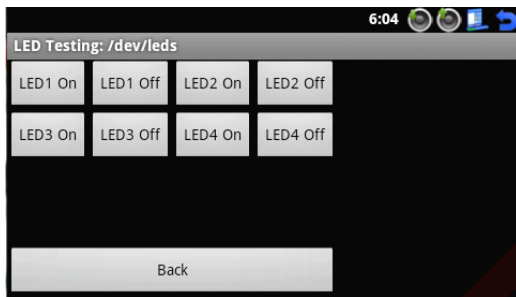 6:04
LED Testing: /dev/leds
LED1 On LED1 Off LED2 On LED2 Off
LED3 On LED3 Off LED4 On LED4 Off
Back